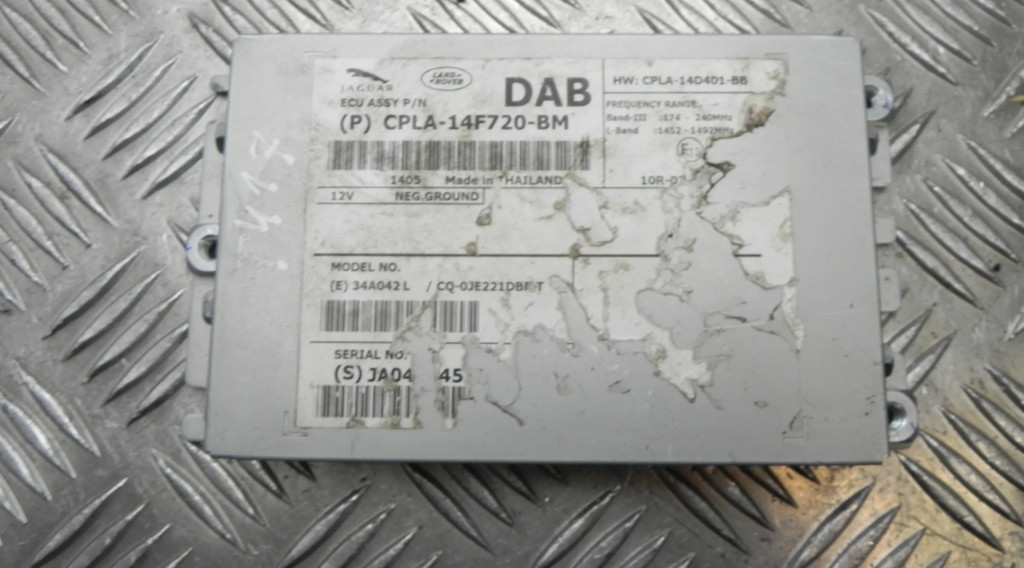 JAGUAR
LAND-
ROVER
DAB
ECU ASSY P/N
(P) CPLA-14F720-BM
1405 Made in THAILAND
12V NEG.GROUND
HW: CPLA-14D401-BB
FREQUENCY RANGE
Band-III :174 - 240MHz
L-Band :1452-1492MHz
10R-0
MODEL NO.
(E) 34A042L / CQ-0JE221DB
SERIAL NO.
(S) JA04 45